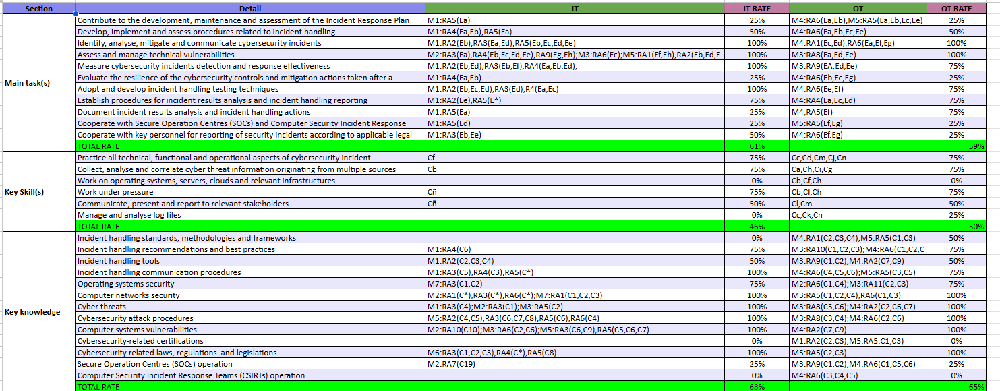 Section Detail IT IT RATE OT OT RATE
Contribute to the development, maintenance and assessment of the Incident Response Plan M1:RA5(Ea) 25% M4:RA6(Ea,Eb),M5:RA5(Ea,Eb,Ec,Ee) 25%
Develop, implement and assess procedures related to incident handling M1:RA4(Ea,Eb),RA5(Ea) 50% M4:RA6(Ea,Eb,Ec,Ee) 50%
Identify, analyse, mitigate and communicate cybersecurity incidents M1:RA2(Eb),RA3(Ea,Ed),RA5(Eb,Ec,Ed,Ee) 100% M4:RA1(Ec,Ed),RA6(Ea,Ef,Eg) 100%
Assess and manage technical vulnerabilities M2:RA3(Ea),RA4(Eb,Ec,Ed,Ee),RA9(Eg,Eh);M3:RA6(Ec);M5:RA1(Ef,Eh),RA2(Eb,Ed,E 100% M3:RA8(Ea,Ed,Ee) 100%
Measure cybersecurity incidents detection and response effectiveness M1:RA2(Eb,Ed),RA3(Eb,Ef),RA4(Ea,Eb,Ed), 100% M3:RA9(EA;Ed,Ee) 75%
Evaluate the resilience of the cybersecurity controls and mitigation actions taken after a M1:RA4(Ea,Eb) 25% M4:RA6(Eb,Ec,Eg) 25%
Main task(s)
Adopt and develop incident handling testing techniques M1:RA2(Eb,Ec,Ed),RA3(Ed),R4(Ea,Ec) 100% M4:RA6(Ee,Ef) 75%
Establish procedures for incident results analysis and incident handling reporting M1:RA2(Ee),RA5(E*) 75% M4:RA4(Ea,Ec,Ed) 75%
Document incident results analysis and incident handling actions M1:RA5(Ea) 25% M4;RA5(Ef) 75%
Cooperate with Secure Operation Centres (SOCs) and Computer Security Incident Response M1:RA5(Ed) 25% M5:RA5(Ef,Eg) 25%
Cooperate with key personnel for reporting of security incidents according to applicable legal M1:RA3(Eb,Ee) 50% M4:RA6(Ef.Eg) 25%
TOTAL RATE 61% 59%
Practice all technical, functional and operational aspects of cybersecurity incident Cf 75% Cc,Cd,Cm,Cj,Cn 75%
Collect, analyse and correlate cyber threat information originating from multiple sources Cb 75% Ca,Ch,Ci,Cg 75%
Work on operating systems, servers, clouds and relevant infrastructures 0% Cb,Cf,Ch 0%
Key Skill(s) Work under pressure Cñ 75% Cb,Cf,Ch 75%
Communicate, present and report to relevant stakeholders Cñ 50% Cl,Cm 50%
Manage and analyse log files 0% Cc,Ck,Cn 25%
TOTAL RATE 46% 50%
Incident handling standards, methodologies and frameworks 0% M4:RA1(C2,C3,C4);M5:RA5(C1,C3) 50%
Incident handling recommendations and best practices M1:RA4(C6) 75% M3:RA10(C1,C2,C3);M4:RA6(C1,C2,C 75%
Incident handling tools M1:RA2(C2,C3,C4) 50% M3:RA9(C1,C2);M4:RA2(C7,C9) 50%
Incident handling communication procedures M1:RA3(C5),RA4(C3),RA5(C*) 100% M4:RA6(C4,C5,C6);M5:RA5(C3,C5) 75%
Operating systems security M7:RA3(C1,C2) 75% M2:RA6(C1,C4);M3:RA11(C2,C3) 75%
Computer networks security M2:RA1(C*),RA3(C*),RA6(C*);M7:RA1(C1,C2,C3) 100% M3:RA5(C1,C2,C4),RA6(C1,C3) 100%
Cyber threats M1:RA3(C4);M2:RA3(C1);M3:RA5(C2) 100% M3:RA8(C5,C6);M4:RA2(C2,C6,C7) 100%
Key knowledge
Cybersecurity attack procedures M5:RA2(C4,C5),RA3(C6,C7,C8),RA5(C6),RA6(C4) 100% M3:RA8(C3,C4);M4:RA6(C2,C6) 100%
Computer systems vulnerabilities M2:RA10(C10);M3:RA6(C2,C6);M5:RA3(C6,C9),RA5(C5,C6,C7) 100% M4:RA2(C7,C9) 100%
Cybersecurity-related certifications 0% M1:RA2(C2,C3);M5:RA5:C1,C3) 0%
Cybersecurity related laws, regulations and legislations M6:RA3(C1,C2,C3),RA4(C*),RA5(C8) 100% M5:RA5(C2,C3) 100%
Secure Operation Centres (SOCs) operation M2:RA7(C19) 25% M3:RA9(C1,C2);M4:RA6(C1,C5,C6) 25%
Computer Security Incident Response Teams (CSIRTs) operation 0% M4:RA6(C3,C4,C5) 0%
TOTAL RATE 63% 65%